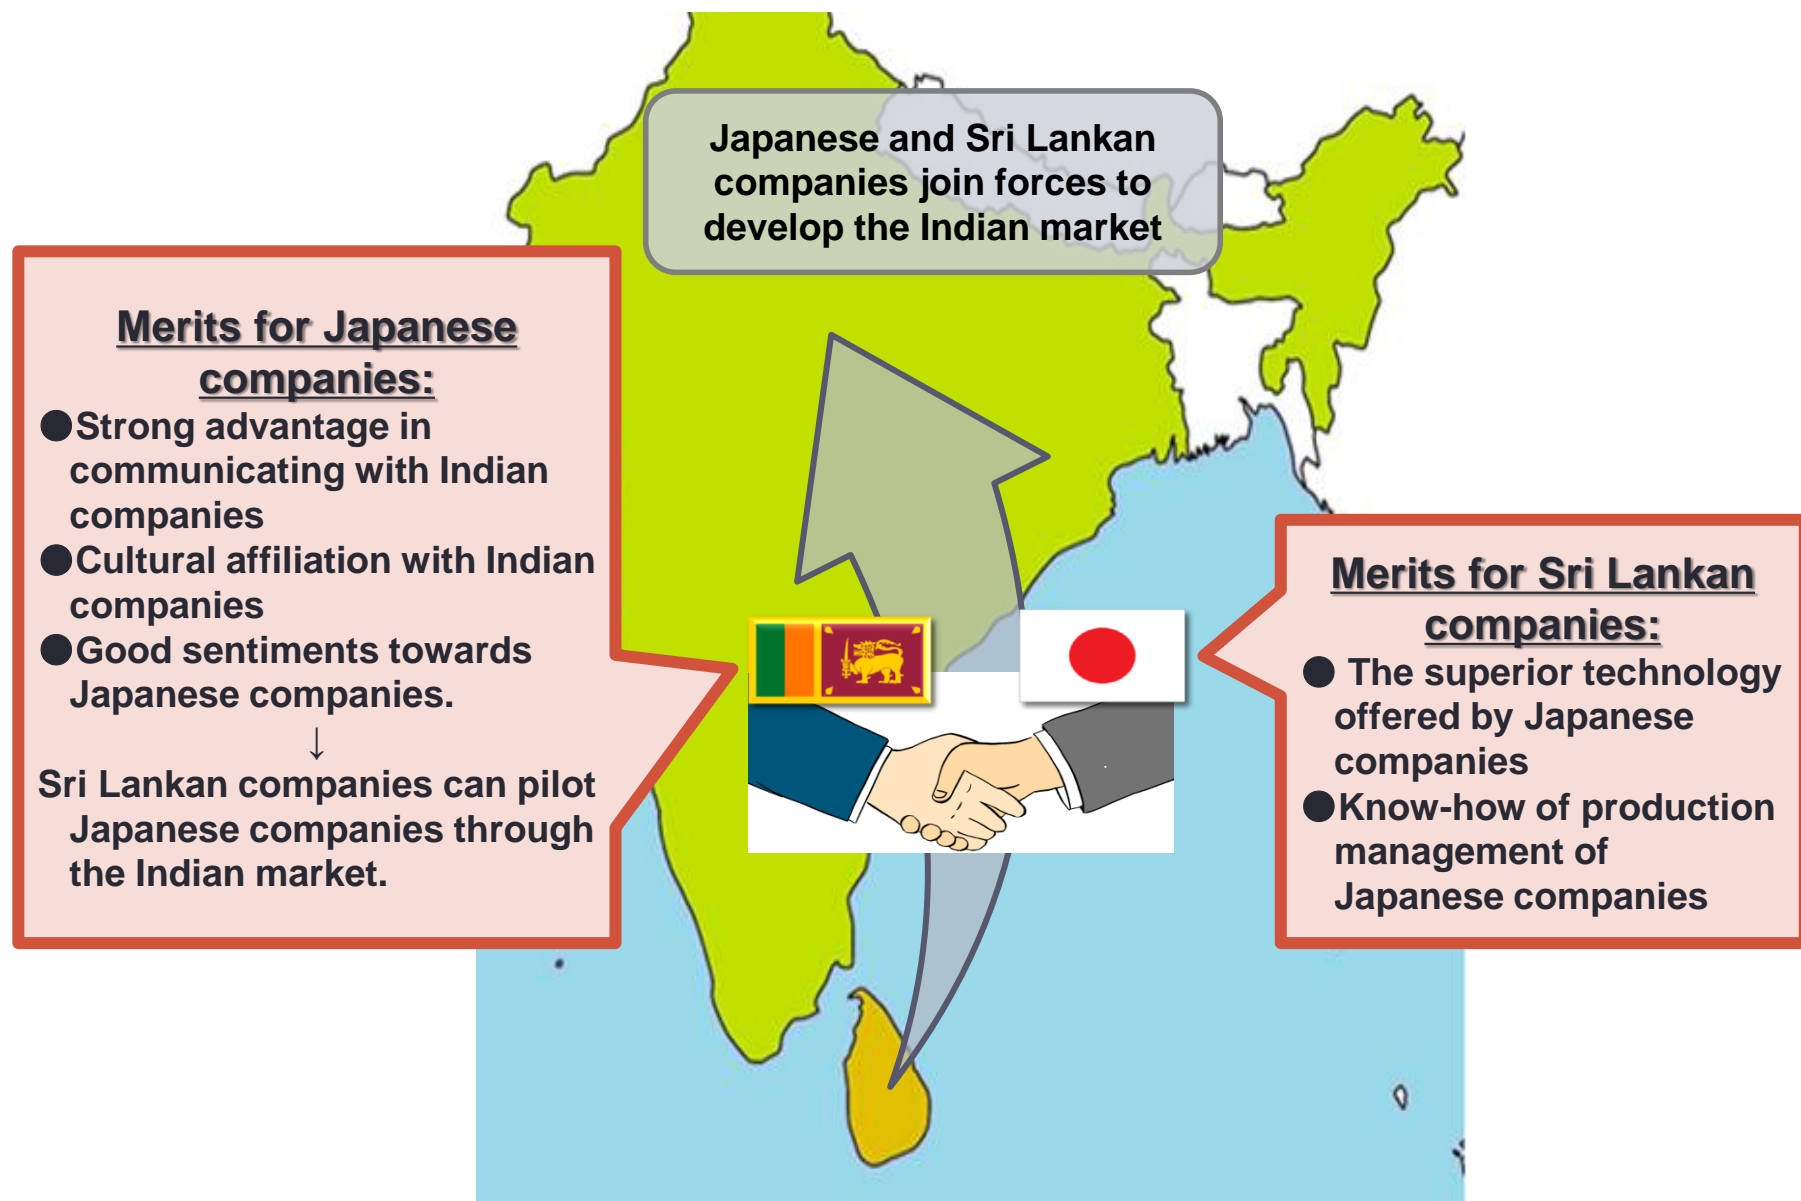 Japanese and Sri Lankan
companies join forces to
develop the Indian market
Merits for Japanese
companies:
●Strong advantage in
communicating with Indian
companies
●Cultural affiliation with Indian
companies
●Good sentiments towards
Japanese companies.
↓
Sri Lankan companies can pilot
Japanese companies through
the Indian market.
Merits for Sri Lankan
companies:
● The superior technology
offered by Japanese
companies
●Know-how of production
management of
Japanese companies